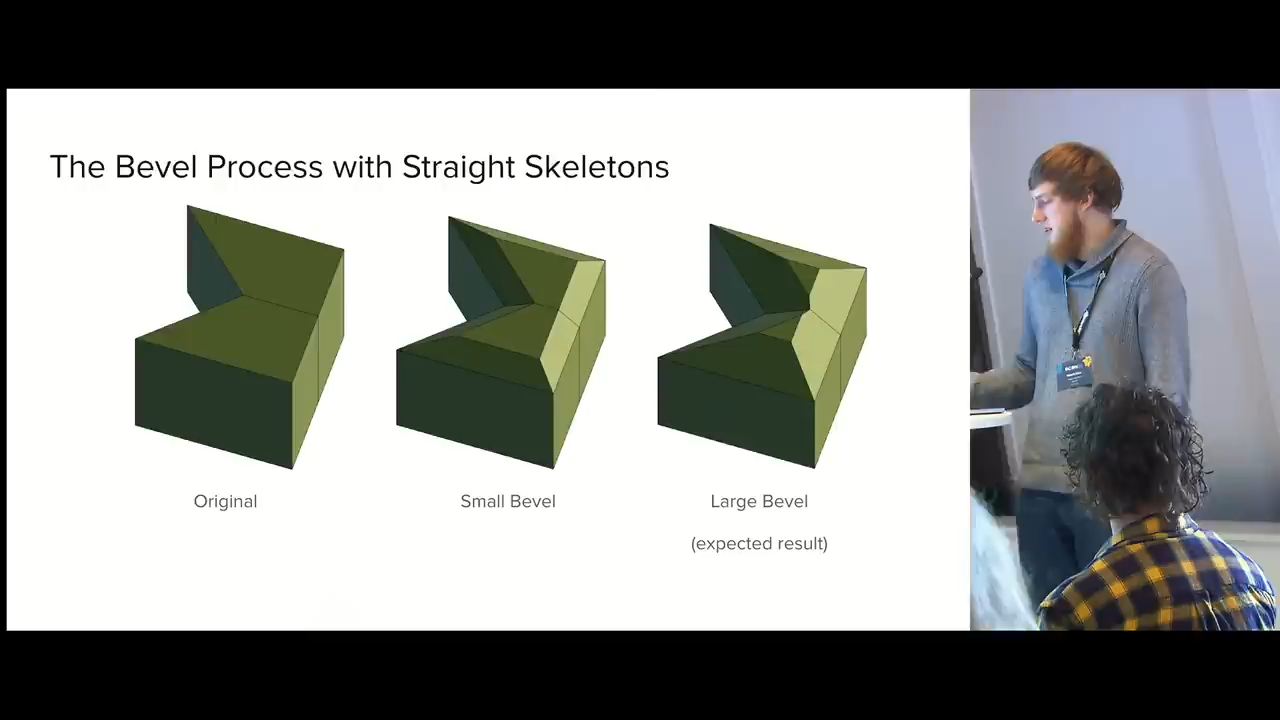 The Bevel Process with Straight Skeletons
Original
Small Bevel
Large Bevel
(expected result)